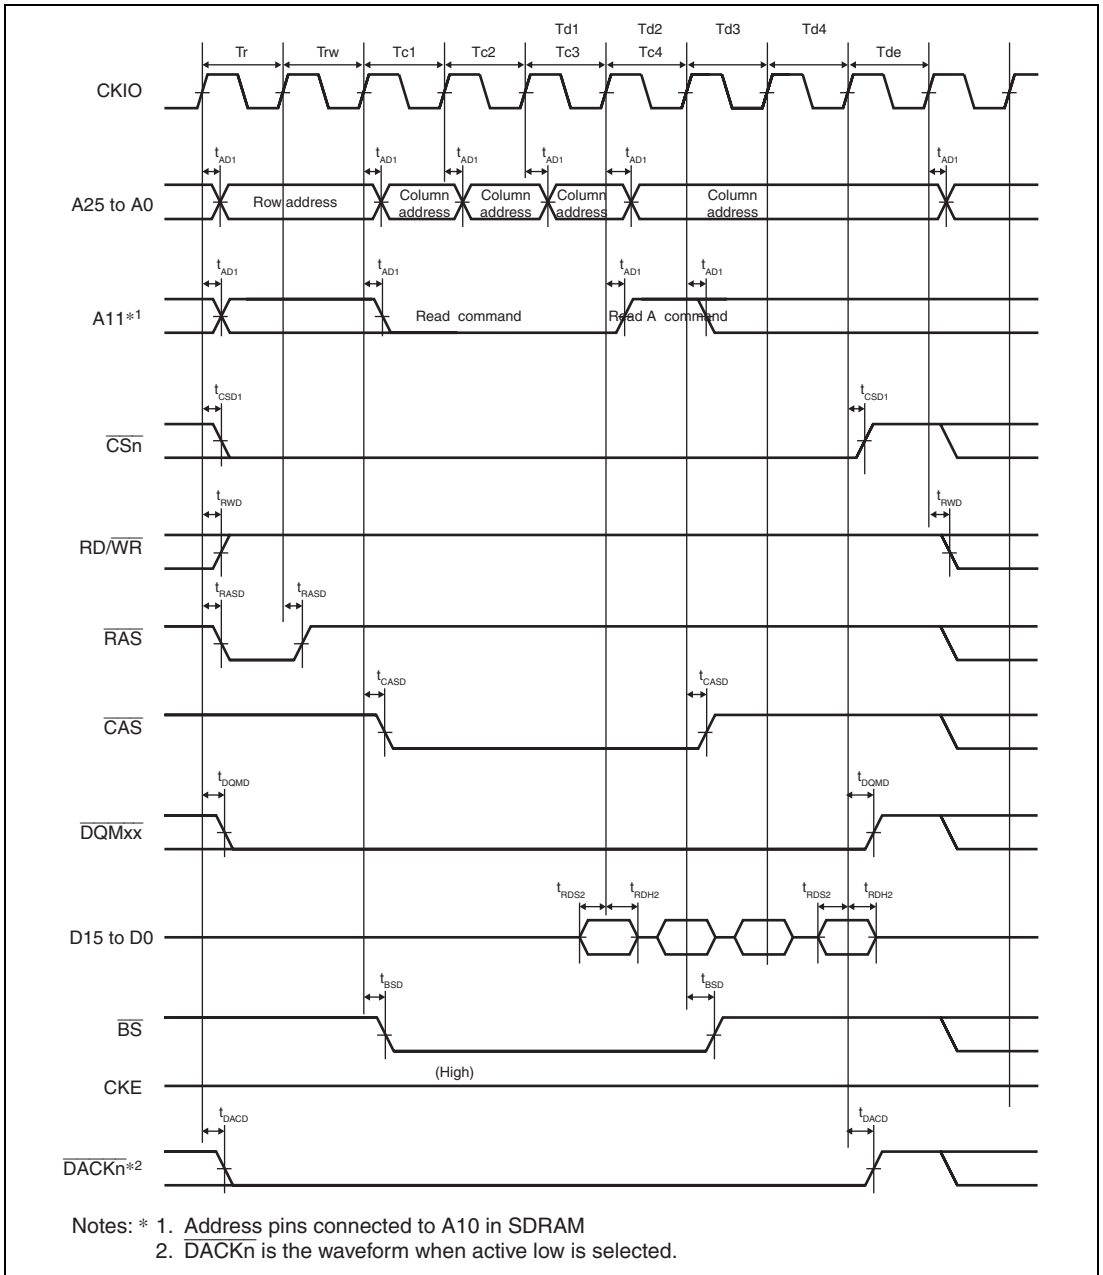 Td1 Td2 Td3 Td4
Tr Trw Tc1 Tc2 Tc3 Tc4 Tde
CKIO
tAD1 tAD1 tAD1 tAD1 tAD1 tAD1
A25 to A0
Row address
Column address
Column address
Column address
Column address
tAD1 tAD1 tAD1 tAD1
A11*1
Read command
Read A command
tCSD1 tCSD1
CSn
tRWD tRWD
RD/WR
tRASD tRASD
RAS
tCASD tCASD
CAS
tDQMD tDQMD
DQMxx
tRDS2 tRDH2 tRDS2 tRDH2
D15 to D0
tBSD tBSD
BS
(High)
CKE
tDACD tDACD
DACKn*2
Notes: * 1. Address pins connected to A10 in SDRAM
2. DACKn is the waveform when active low is selected.